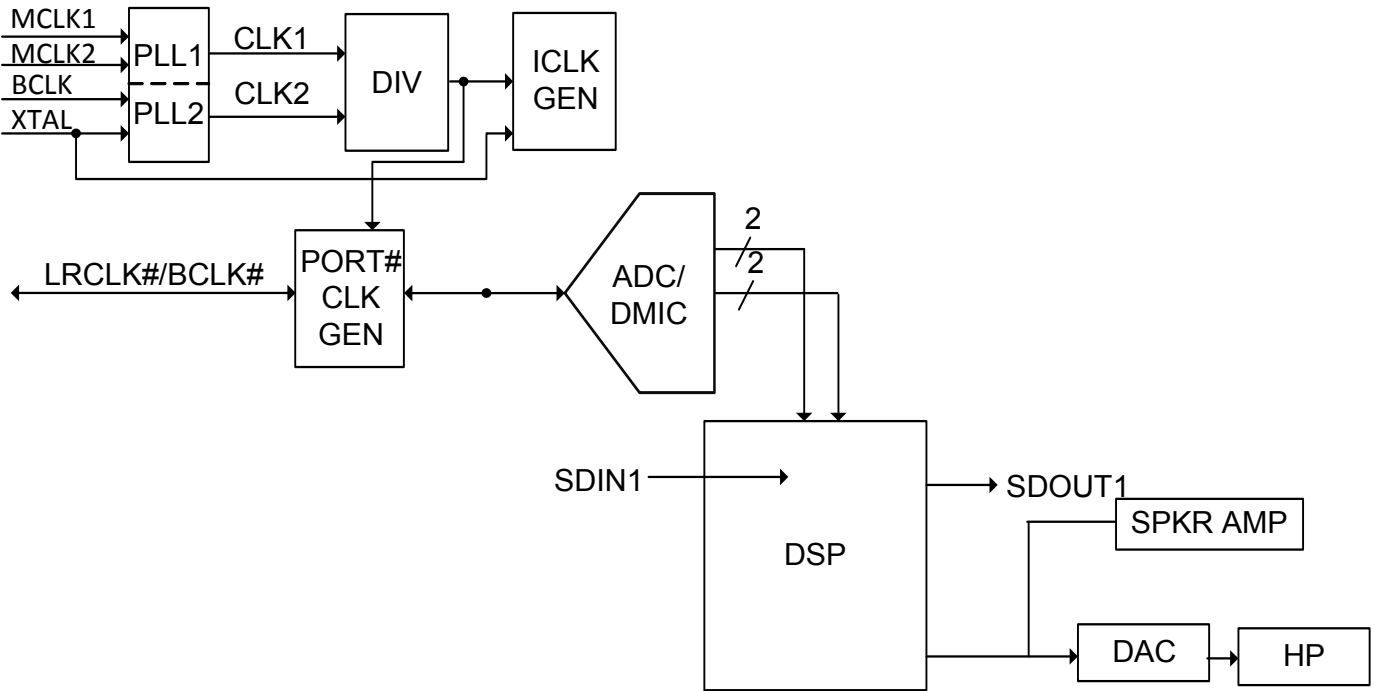 MCLK1
MCLK2
BCLK
XTAL
PLL1
PLL2
CLK1
CLK2
DIV
ICLK
GEN
LRCLK#/BCLK#
PORT#
CLK
GEN
ADC/
DMIC
2
2
SDIN1
DSP
SDOUT1
SPKR AMP
DAC
HP